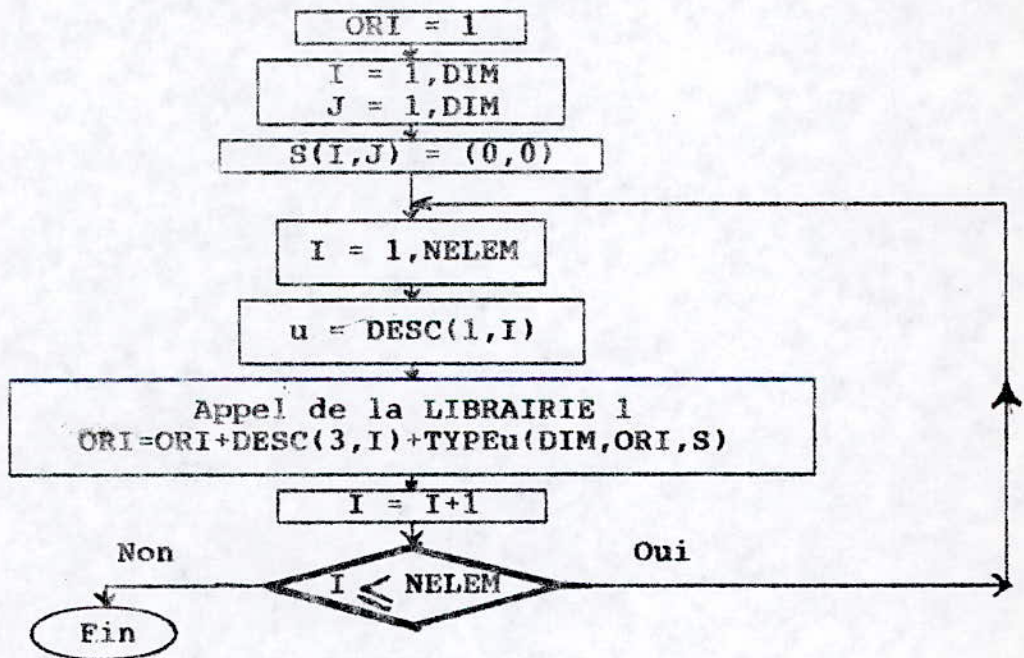 ORI = 1
I = 1,DIM
J = 1,DIM
S(I,J) = (0,0)
I = 1,NELEM
u = DESC(1,I)
Appel de la LIBRAIRIE 1
ORI=ORI+DESC(3,I)+TYPEu(DIM,ORI,S)
I = I+1
Non
Oui
I ≤ NELEM
Fin